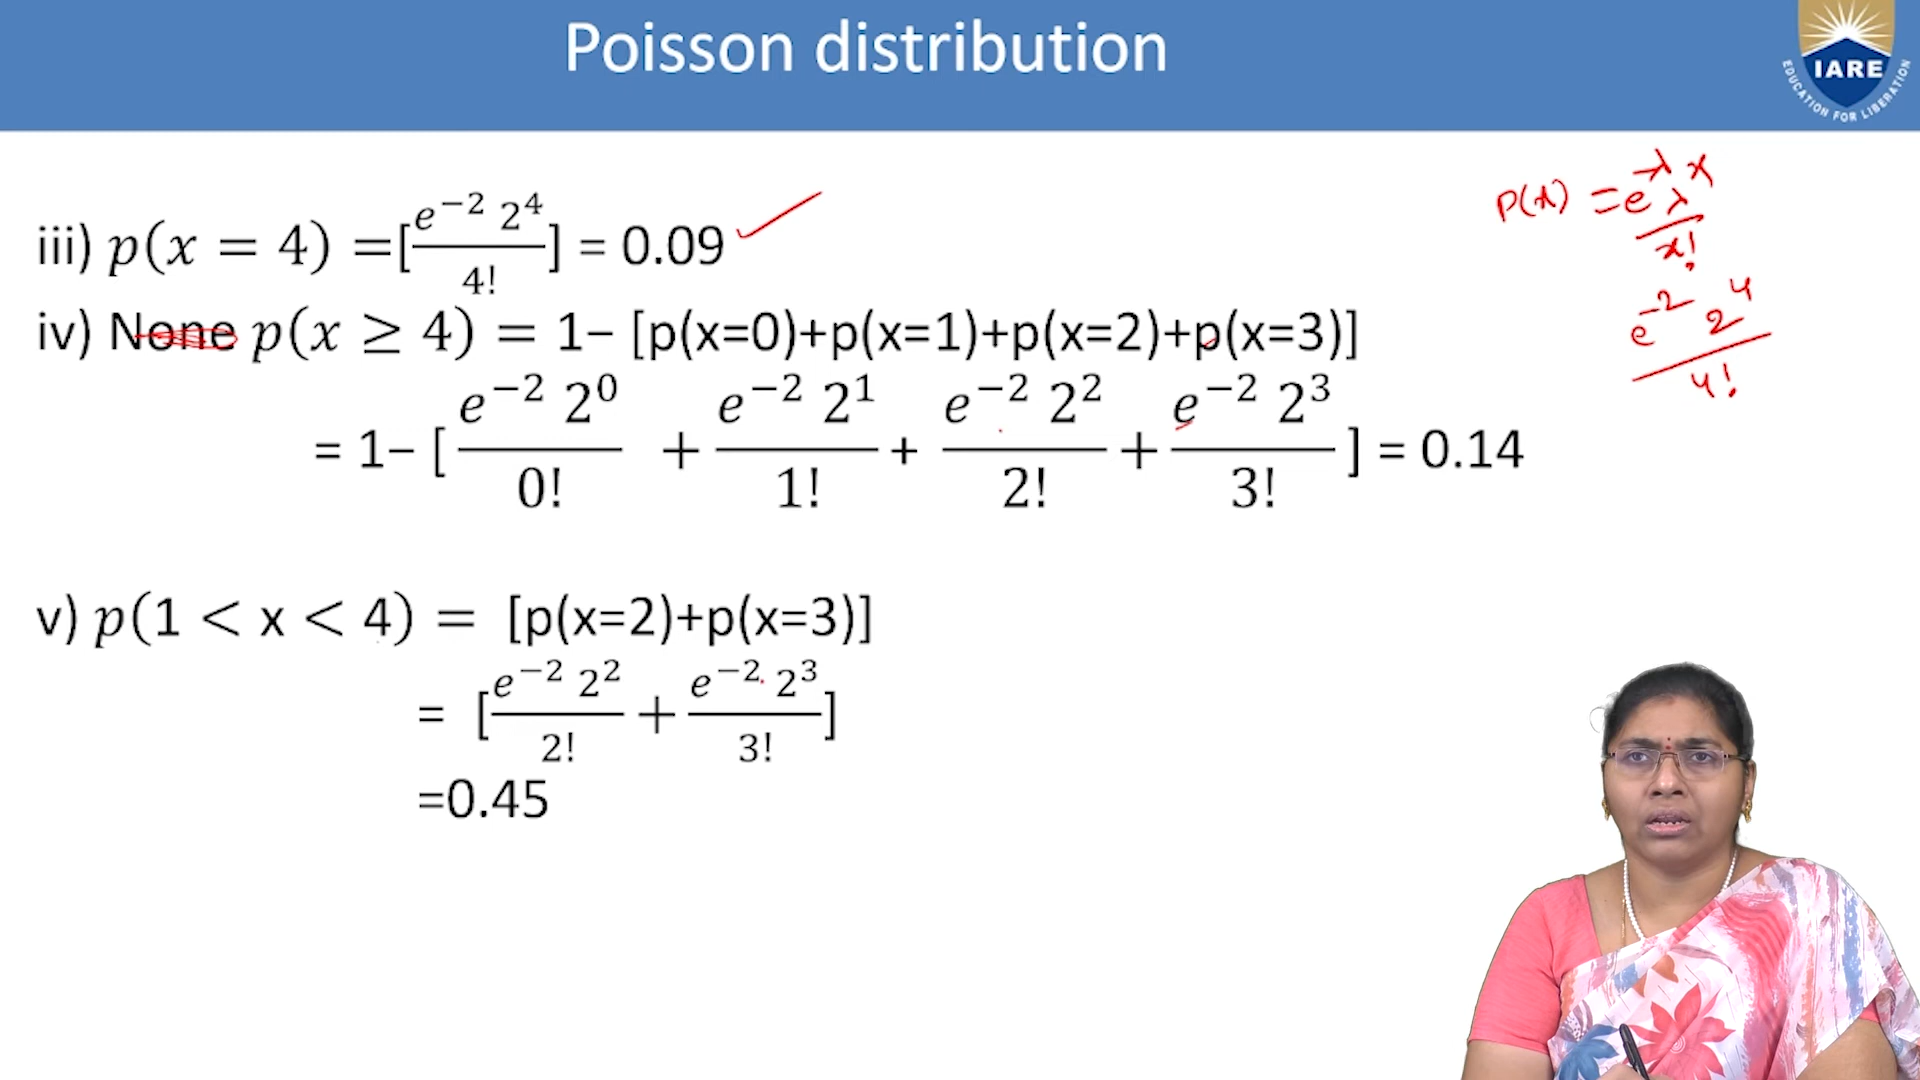 Poisson distribution
IARE
EDUCATION FOR LIBERATION
iii) p(x = 4) =[e⁻² 2⁴ / 4!] = 0.09
P(x) = e^-λ λ^x / x!
e⁻² 2⁴ / 4!
iv) None p(x ≥ 4) = 1− [p(x=0)+p(x=1)+p(x=2)+p(x=3)]
= 1− [ e⁻² 2⁰ / 0! + e⁻² 2¹ / 1! + e⁻² 2² / 2! + e⁻² 2³ / 3! ] = 0.14
v) p(1 < x < 4) = [p(x=2)+p(x=3)]
= [e⁻² 2² / 2! + e⁻² 2³ / 3!]
=0.45